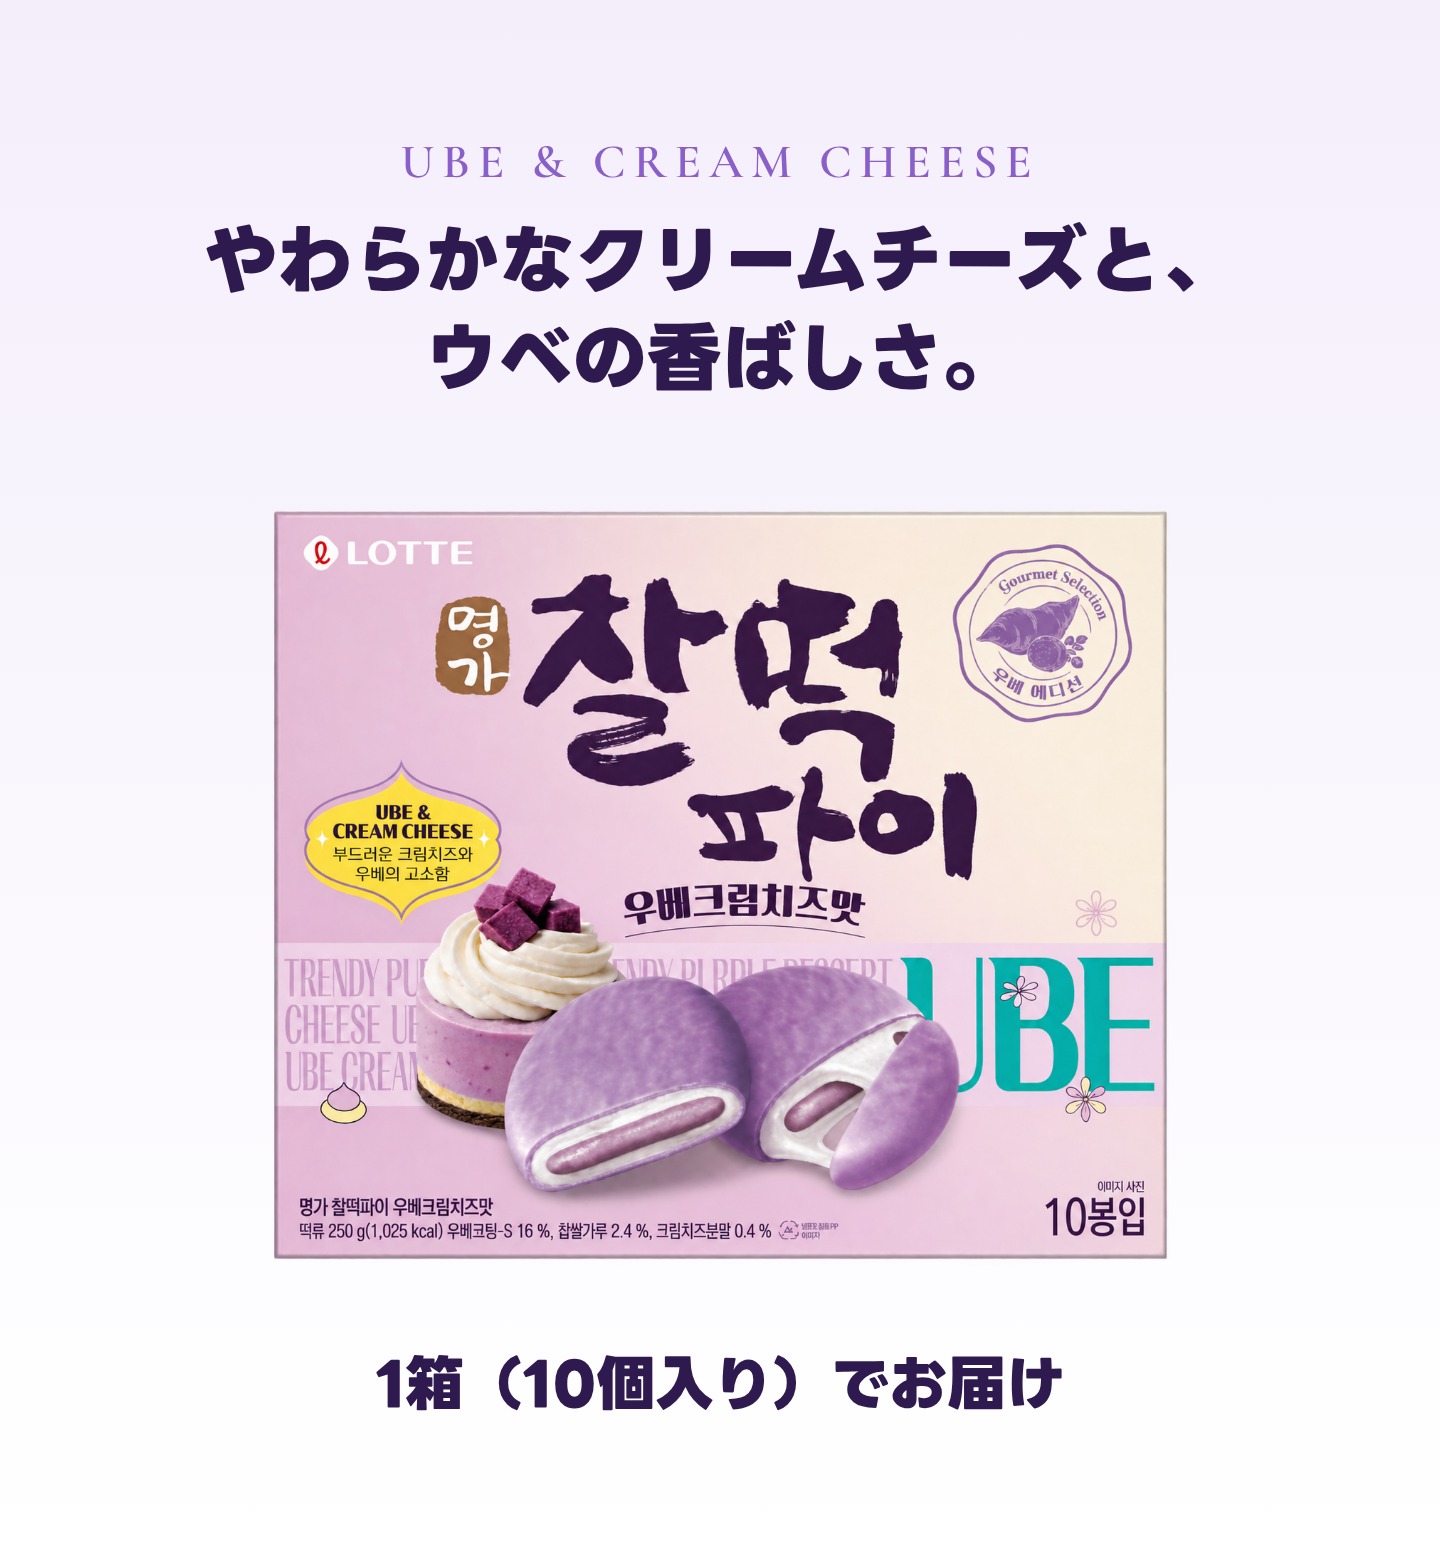 UBE & CREAM CHEESE
やわらかなクリームチーズと、
ウベの香ばしさ。
LOTTE
명가
찰떡
파이
Gourmet Selection
우베 에디션
UBE &
CREAM CHEESE
부드러운 크림치즈와
우베의 고소함
우베크림치즈맛
TRENDY PURPLE DESSERT
CHEESE UBE
UBE CREAM
UBE
이미지 사진
10봉입
명가 찰떡파이 우베크림치즈맛
떡류 250 g(1,025 kcal) 우베코팅-S 16 %, 찹쌀가루 2.4 %, 크림치즈분말 0.4 %
1箱（10個入り）でお届け